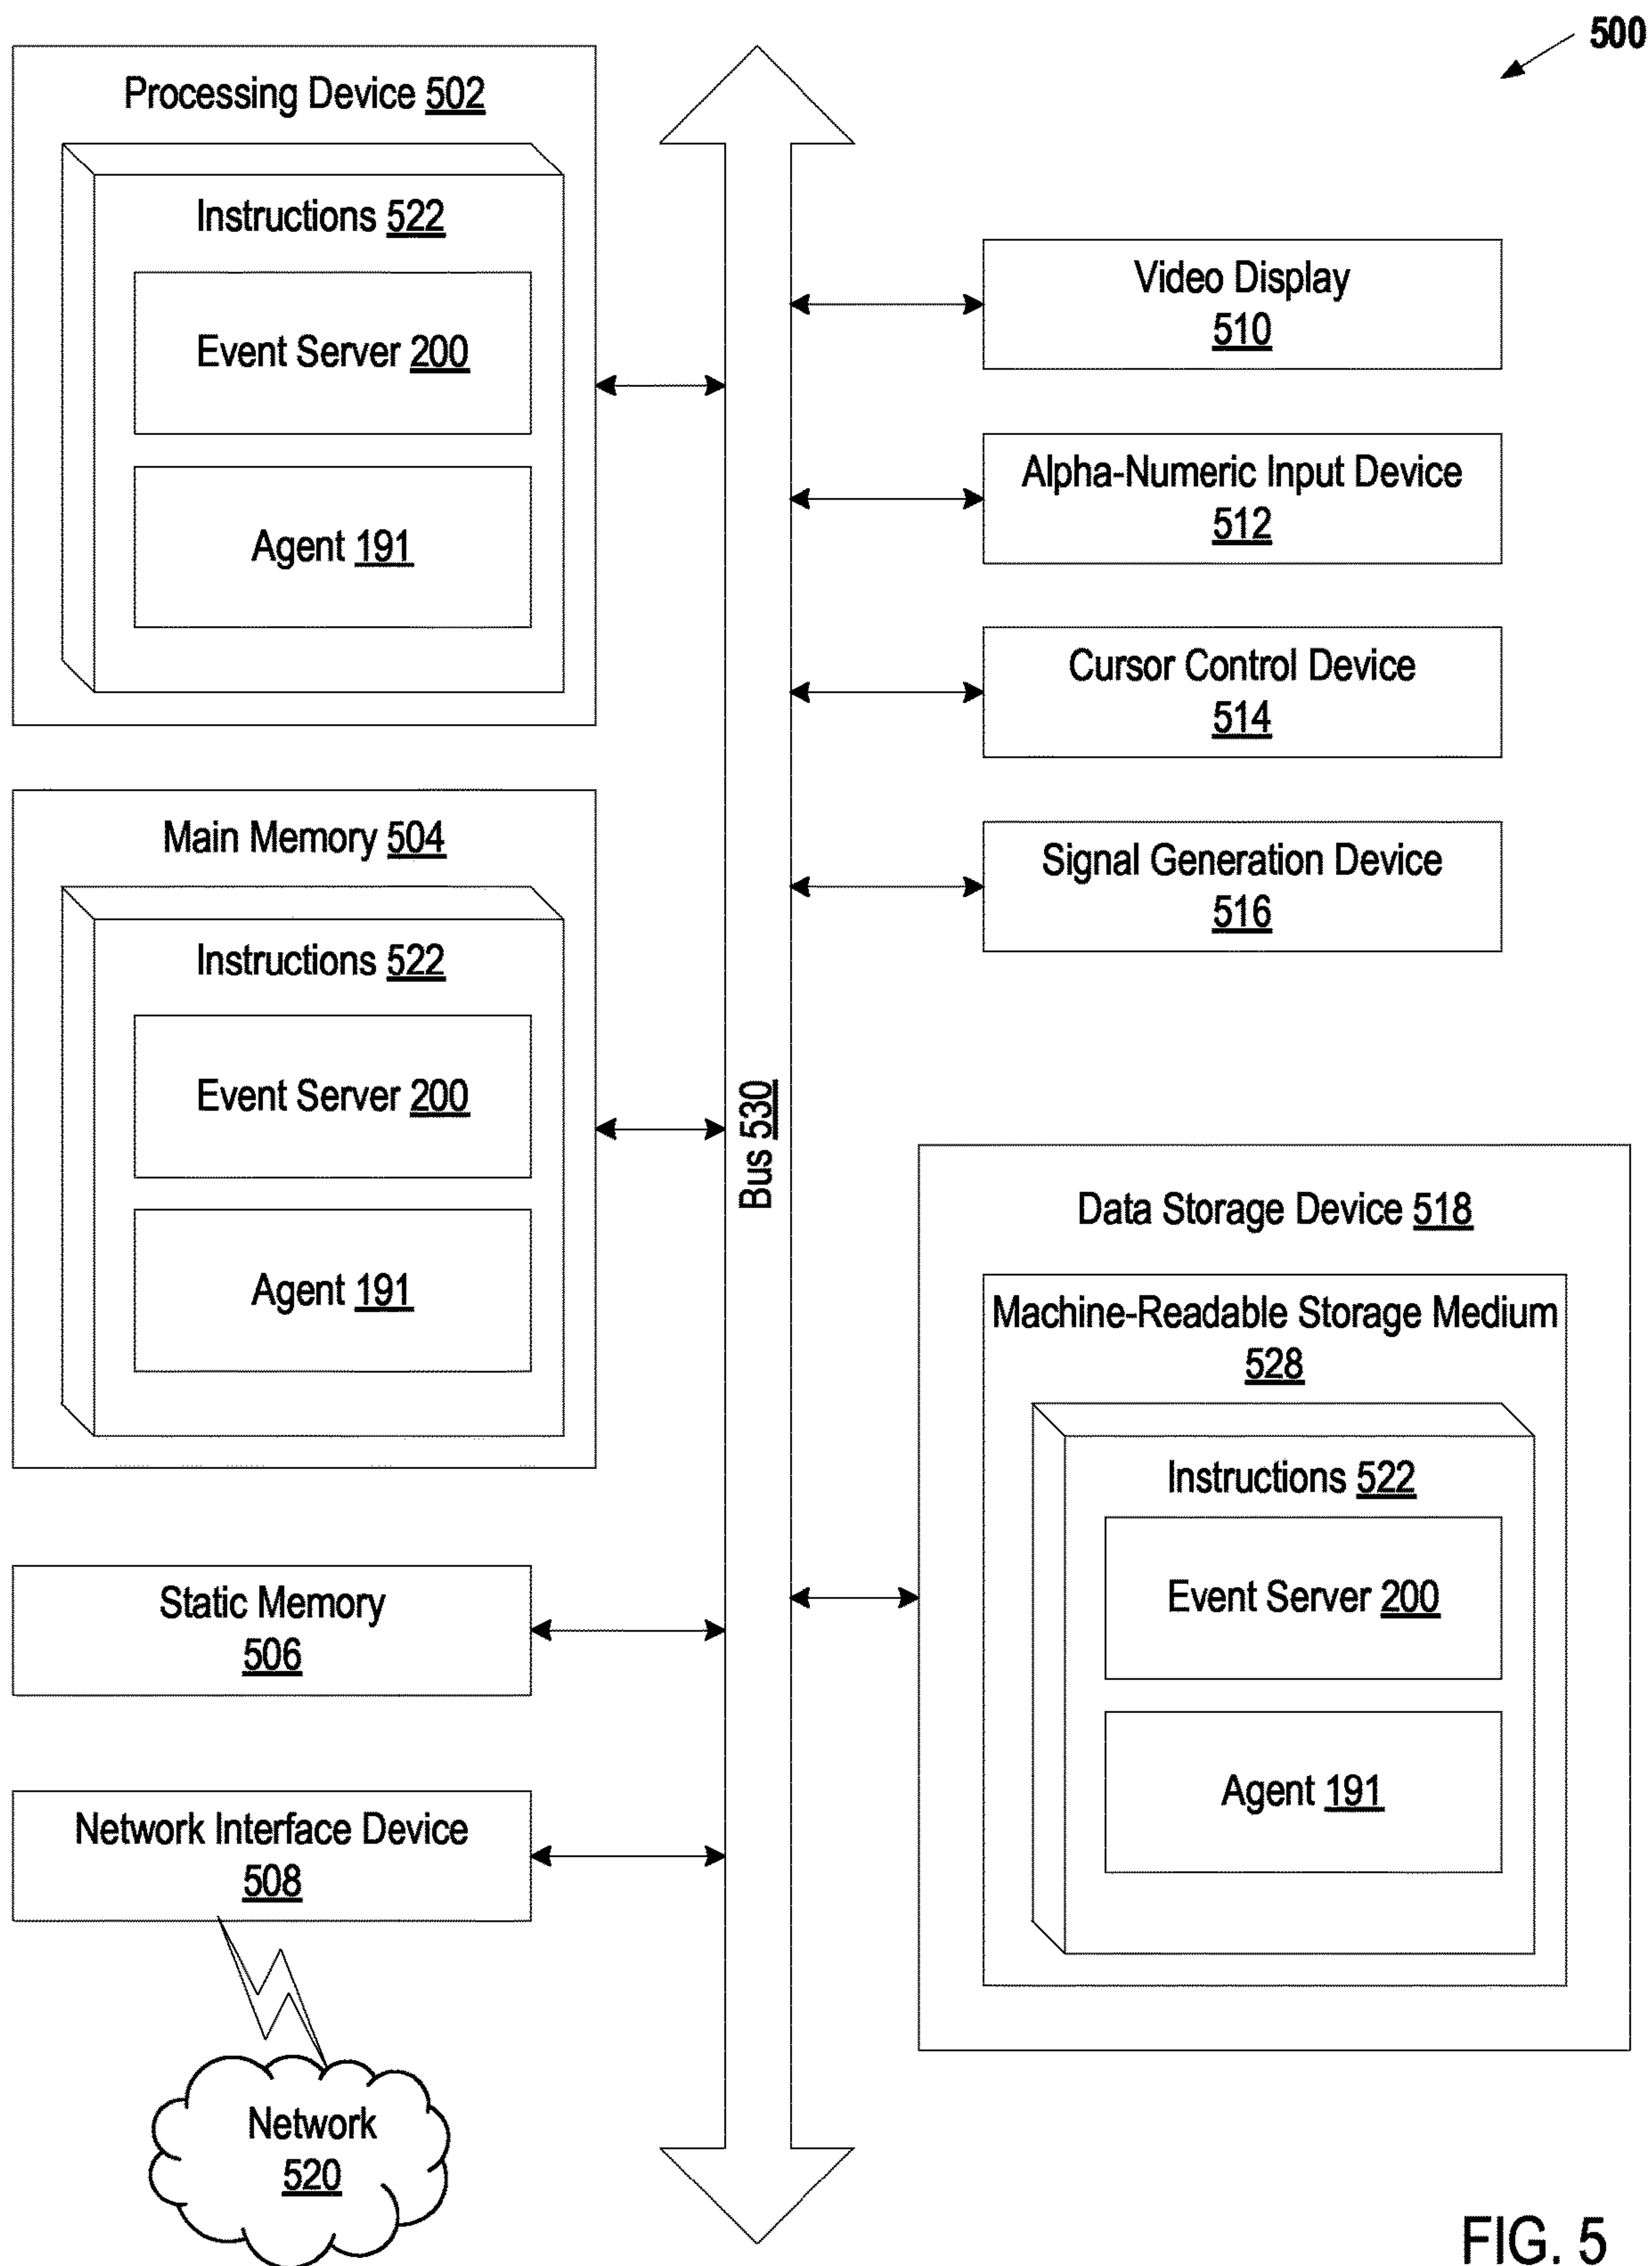 500
Processing Device 502
Instructions 522
Event Server 200
Agent 191
Main Memory 504
Instructions 522
Event Server 200
Agent 191
Static Memory
506
Network Interface Device
508
Network
520
Bus 530
Video Display
510
Alpha-Numeric Input Device
512
Cursor Control Device
514
Signal Generation Device
516
Data Storage Device 518
Machine-Readable Storage Medium
528
Instructions 522
Event Server 200
Agent 191
FIG. 5